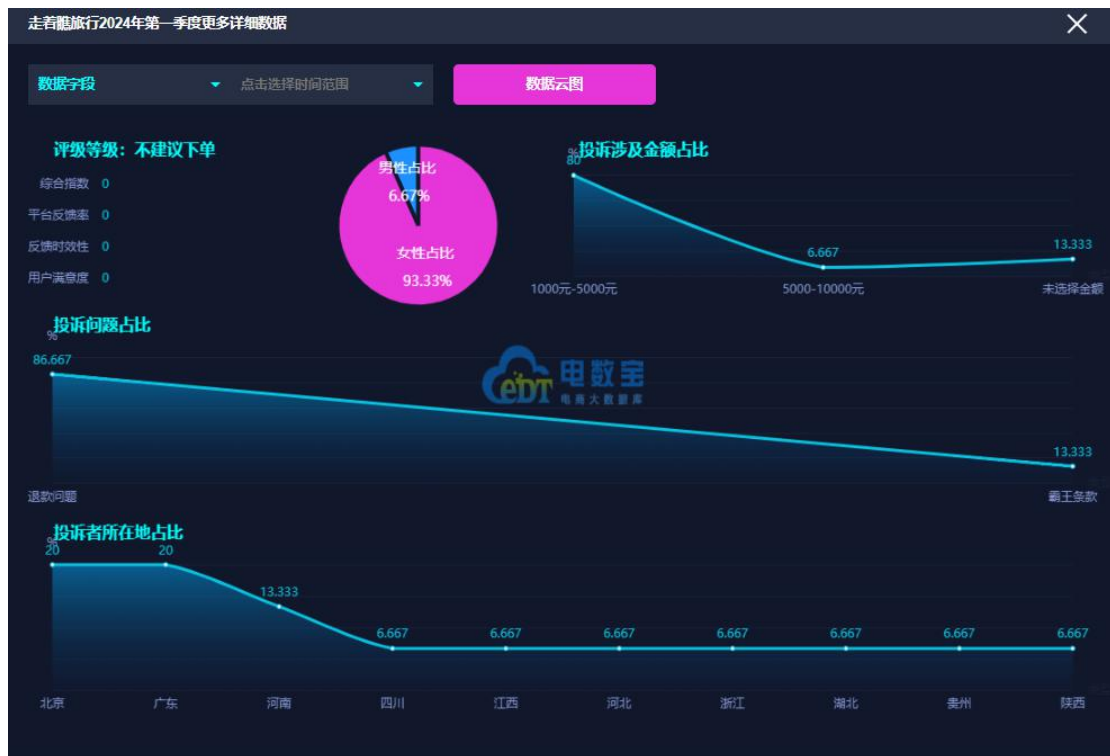 走着瞧旅行2024年第一季度更多详细数据
数据字段 点击选择时间范围 数据云图
评级等级：不建议下单
综合指数 0
平台反馈率 0
反馈时效性 0
用户满意度 0
男性占比
6.67%
女性占比
93.33%
%
投诉涉及金额占比
80
6.667
13.333
1000元-5000元 5000-10000元 未选择金额
投诉问题占比
%
86.667
13.333
退款问题 霸王条款
eDT 电数宝
电商大数据库
投诉者所在地占比
%
20 20 13.333 6.667 6.667 6.667 6.667 6.667 6.667 6.667
北京 广东 河南 四川 江西 河北 浙江 湖北 贵州 陕西